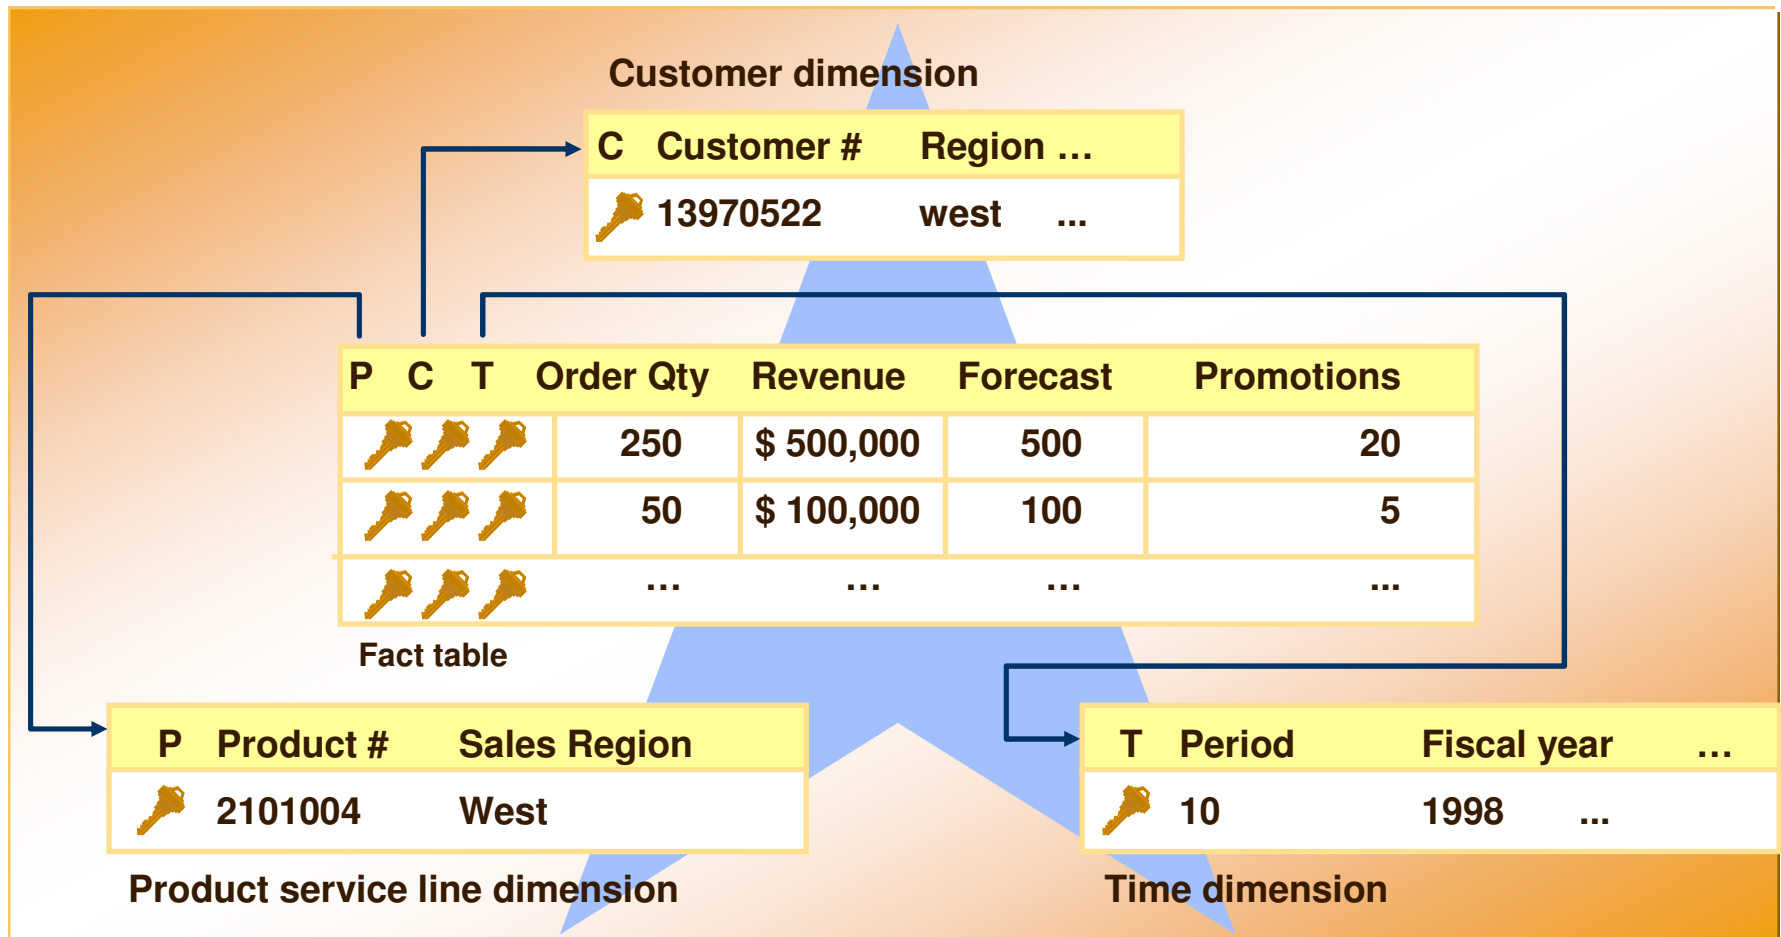 Customer dimension
C Customer # Region …
13970522 west ...
P C T Order Qty Revenue Forecast Promotions
250 $ 500,000 500 20
50 $ 100,000 100 5
… … … ...
Fact table
P Product # Sales Region
2101004 West
Product service line dimension
T Period Fiscal year …
10 1998 ...
Time dimension